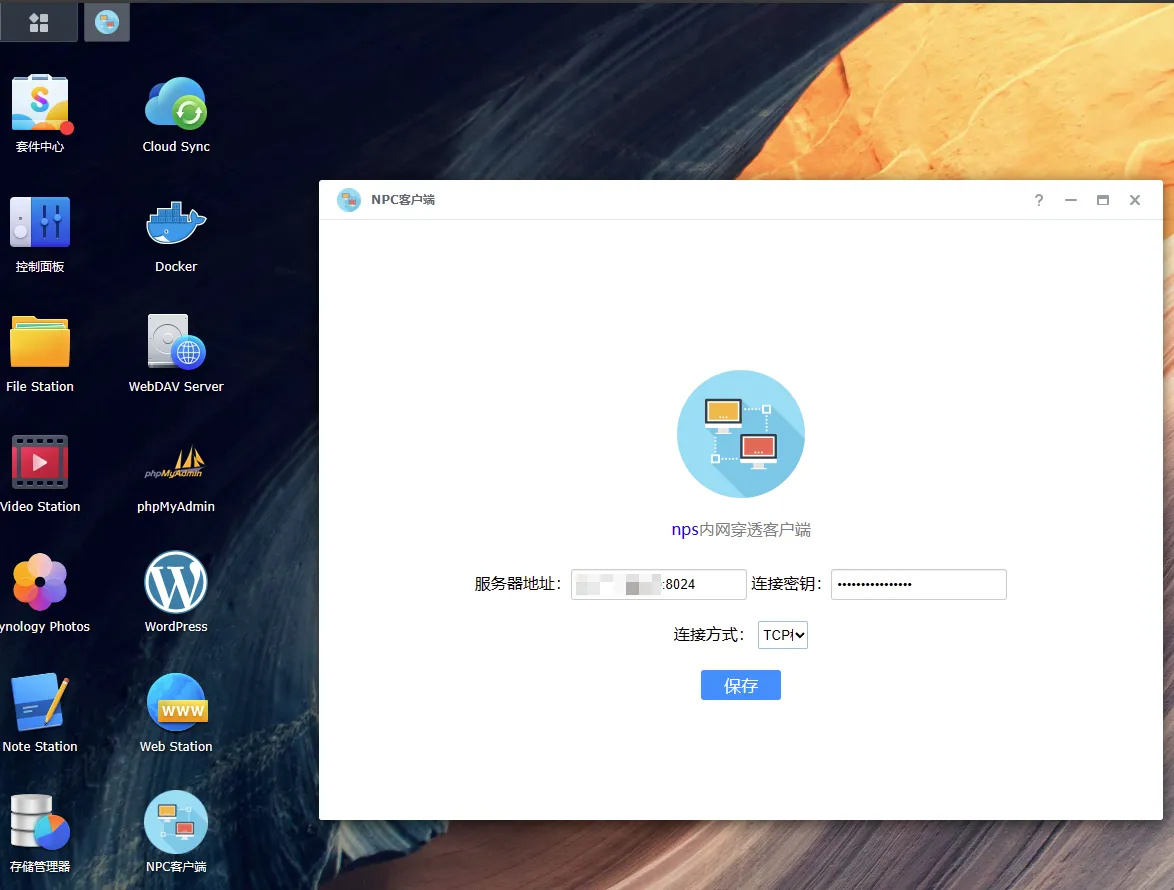 套件中心
Cloud Sync
控制面板
Docker
File Station
WebDAV Server
Video Station
phpMyAdmin
phpMyAdmin
ynology Photos
WordPress
Note Station
WWW
Web Station
存储管理器
NPC客户端
NPC客户端
nps内网穿透客户端
服务器地址： :8024 连接密钥： •••••••••••••••
连接方式： TCP
保存